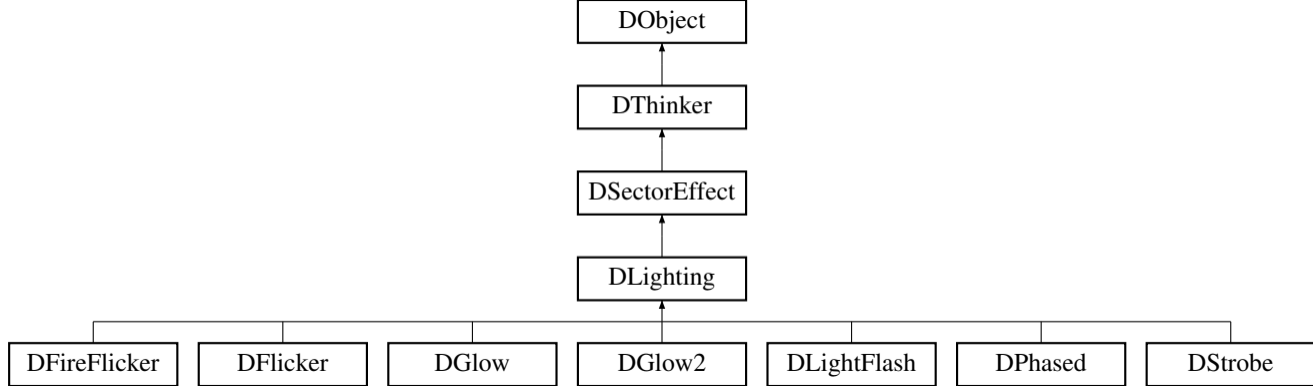 DObject
DThinker
DSectorEffect
DLighting
DFireFlicker DFlicker DGlow DGlow2 DLightFlash DPhased DStrobe